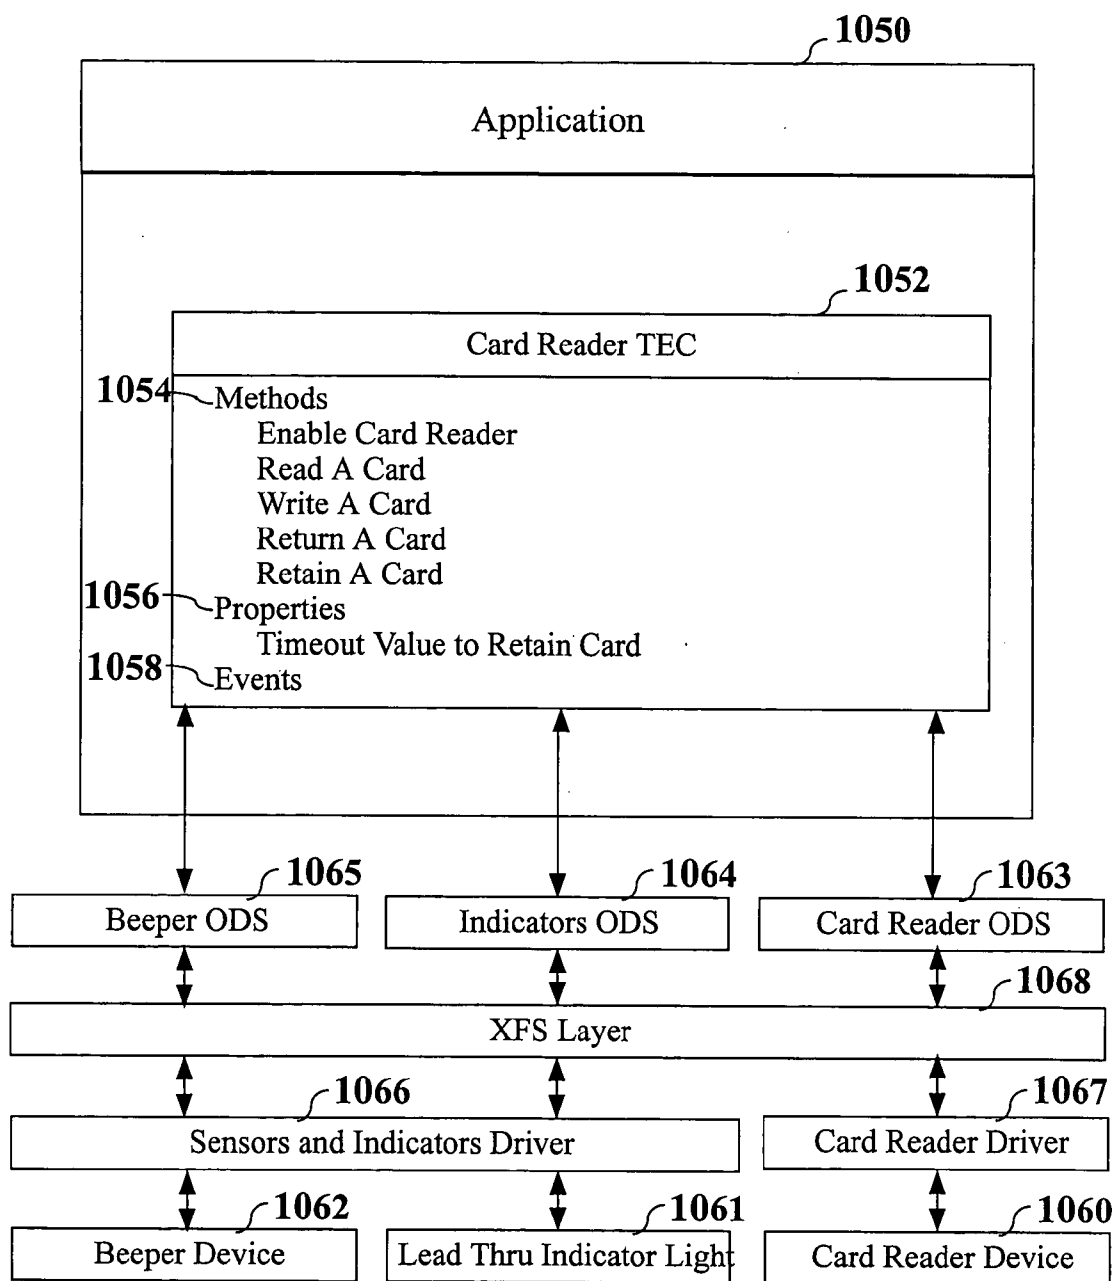 1050
Application
1052
Card Reader TEC
1054
Methods
Enable Card Reader
Read A Card
Write A Card
Return A Card
Retain A Card
1056
Properties
Timeout Value to Retain Card
1058
Events
1065 1064 1063
Beeper ODS Indicators ODS Card Reader ODS
1068
XFS Layer
1066 1067
Sensors and Indicators Driver Card Reader Driver
1062 1061 1060
Beeper Device Lead Thru Indicator Light Card Reader Device